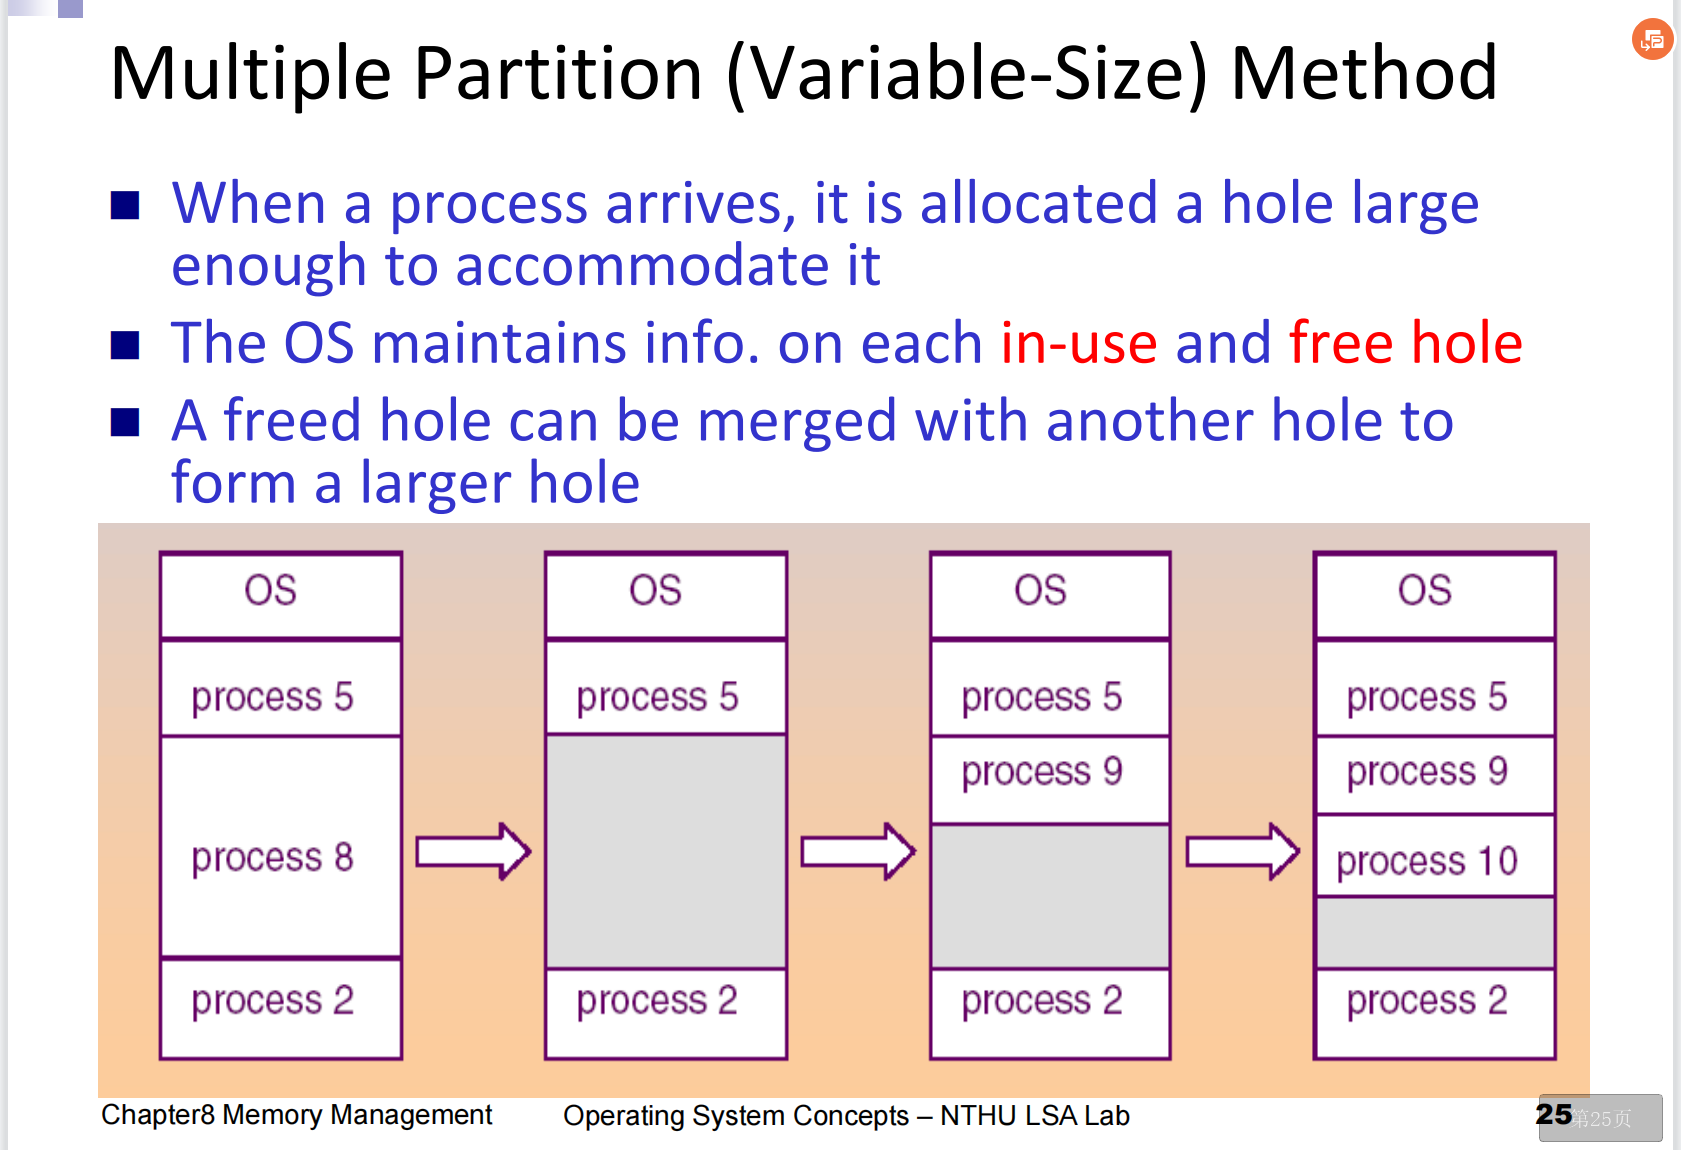 Multiple Partition (Variable-Size) Method
When a process arrives, it is allocated a hole large
enough to accommodate it
The OS maintains info. on each in-use and free hole
A freed hole can be merged with another hole to
form a larger hole
OS
process 5
process 8
process 2
OS
process 5
process 2
OS
process 5
process 9
process 2
OS
process 5
process 9
process 10
process 2
Chapter8 Memory Management
Operating System Concepts – NTHU LSA Lab
25
第25页